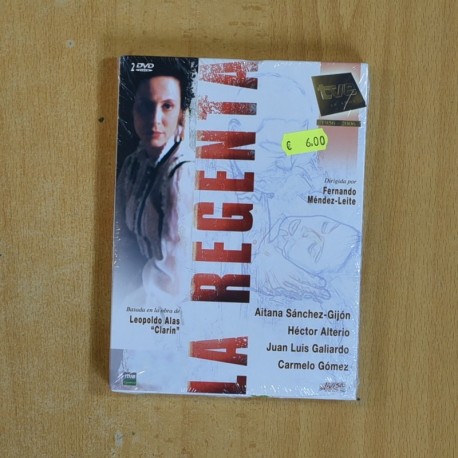 2 DVD
LA REGENTA
€ 6.00
Dirigida por
Fernando
Méndez-Leite
Basada en la obra de
Leopoldo Alas
"Clarín"
Aitana Sánchez-Gijón
Héctor Alterio
Juan Luis Galiardo
Carmelo Gómez